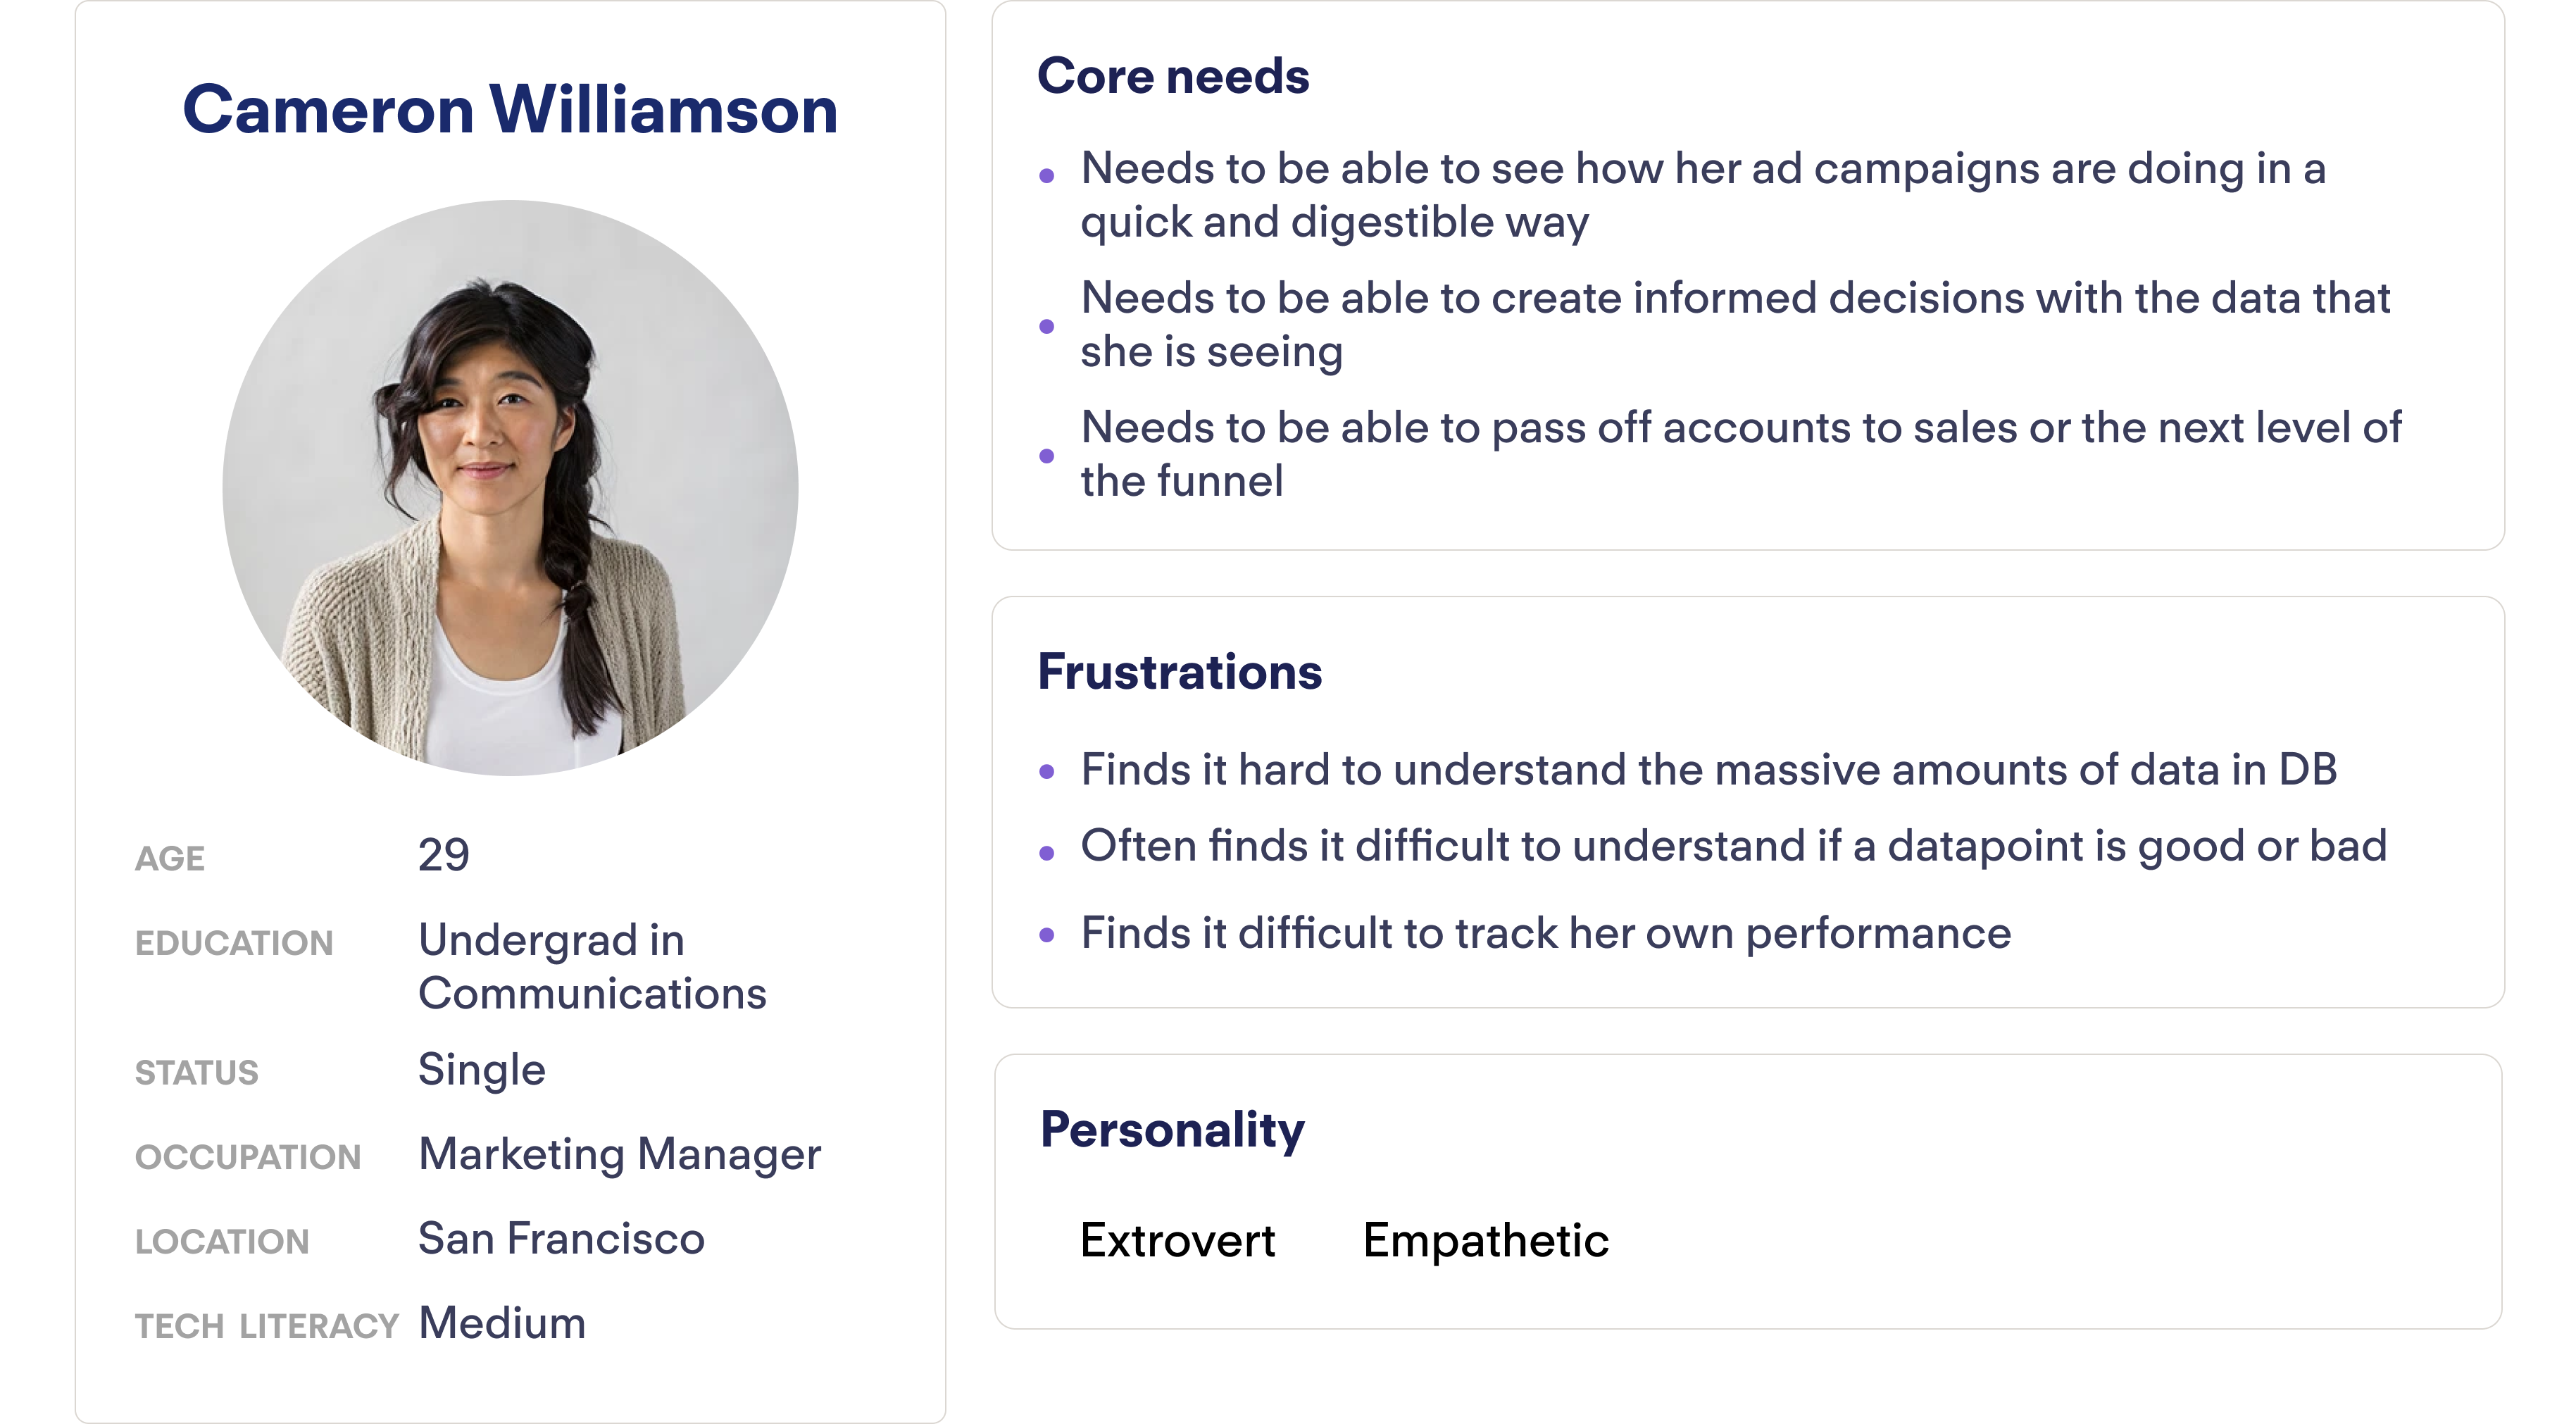 Cameron Williamson
AGE 29
EDUCATION Undergrad in
Communications
STATUS Single
OCCUPATION Marketing Manager
LOCATION San Francisco
TECH LITERACY Medium
Core needs
• Needs to be able to see how her ad campaigns are doing in a
quick and digestible way
• Needs to be able to create informed decisions with the data that
she is seeing
• Needs to be able to pass off accounts to sales or the next level of
the funnel
Frustrations
• Finds it hard to understand the massive amounts of data in DB
• Often finds it difficult to understand if a datapoint is good or bad
• Finds it difficult to track her own performance
Personality
Extrovert Empathetic